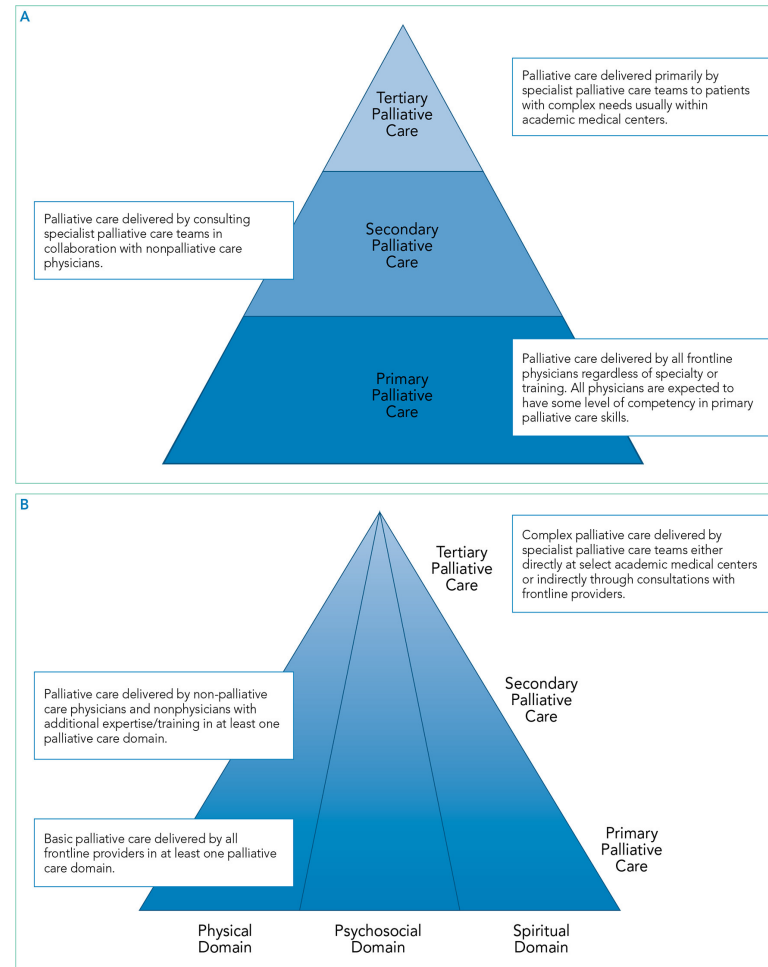 A
Tertiary
Palliative
Care
Palliative care delivered primarily by
specialist palliative care teams to patients
with complex needs usually within
academic medical centers.
Palliative care delivered by consulting
specialist palliative care teams in
collaboration with nonpalliative care
physicians.
Secondary
Palliative
Care
Primary
Palliative
Care
Palliative care delivered by all frontline
physicians regardless of specialty or
training. All physicians are expected to
have some level of competency in primary
palliative care skills.
B
Tertiary
Palliative
Care
Complex palliative care delivered by
specialist palliative care teams either
directly at select academic medical centers
or indirectly through consultations with
frontline providers.
Palliative care delivered by non-palliative
care physicians and nonphysicians with
additional expertise/training in at least one
palliative care domain.
Secondary
Palliative
Care
Basic palliative care delivered by all
frontline providers in at least one palliative
care domain.
Primary
Palliative
Care
Physical
Domain
Psychosocial
Domain
Spiritual
Domain